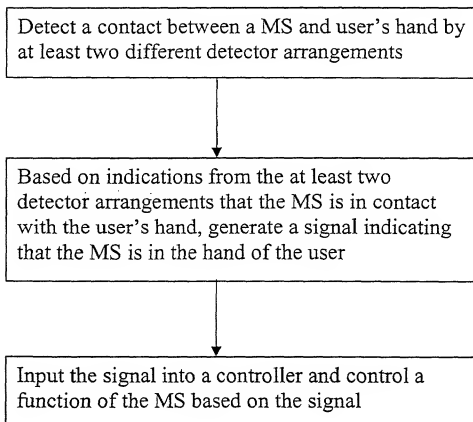 Detect a contact between a MS and user's hand by
at least two different detector arrangements
Based on indications from the at least two
detector arrangements that the MS is in contact
with the user's hand, generate a signal indicating
that the MS is in the hand of the user
Input the signal into a controller and control a
function of the MS based on the signal